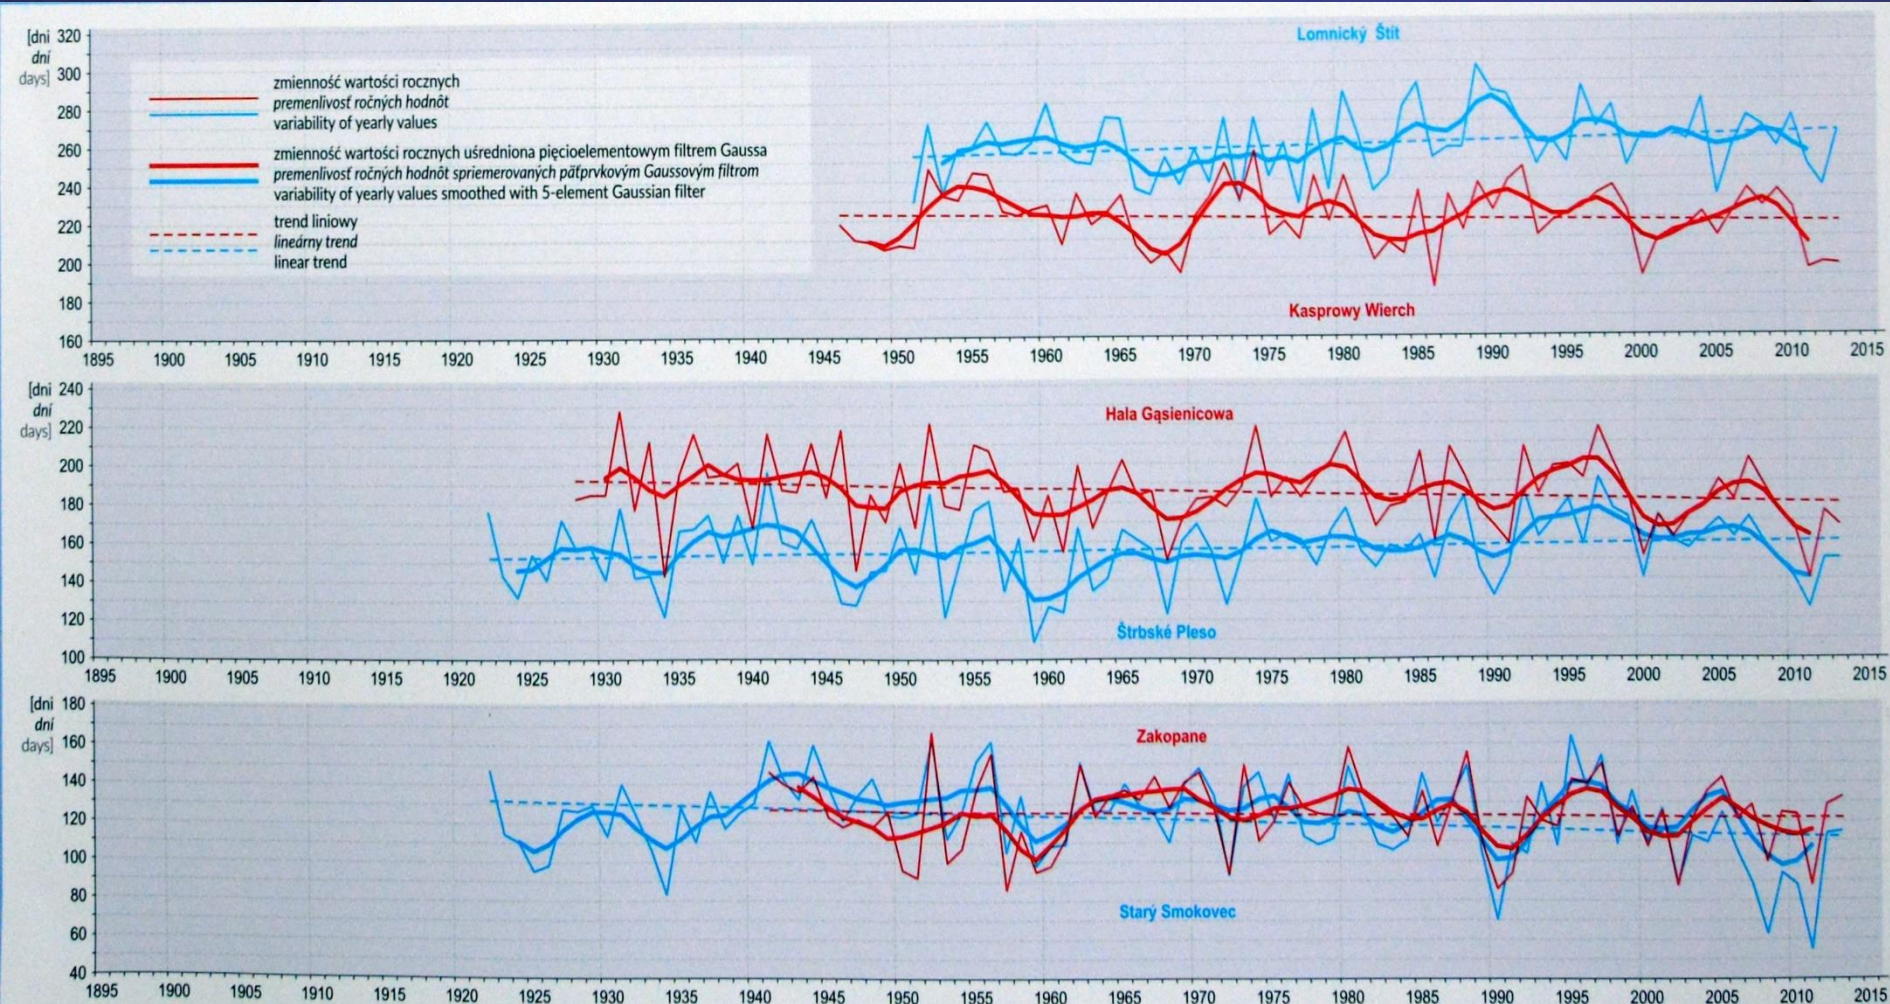 [dni
dní
days]
320
300
280
260
240
220
200
180
160
Lomnický Štít
zmienność wartości rocznych
premenlivosť ročných hodnôt
variability of yearly values
zmienność wartości rocznych uśredniona pięcioelementowym filtrem Gaussa
premenlivosť ročných hodnôt spriemerovaných päťprvkovým Gaussovým filtrom
variability of yearly values smoothed with 5-element Gaussian filter
trend liniowy
lineárny trend
linear trend
Kasprowy Wierch
1895 1900 1905 1910 1915 1920 1925 1930 1935 1940 1945 1950 1955 1960 1965 1970 1975 1980 1985 1990 1995 2000 2005 2010 2015
[dni
dní
days]
240
220
200
180
160
140
120
100
Hala Gąsienicowa
Štrbské Pleso
1895 1900 1905 1910 1915 1920 1925 1930 1935 1940 1945 1950 1955 1960 1965 1970 1975 1980 1985 1990 1995 2000 2005 2010 2015
[dni
dní
days]
180
160
140
120
100
80
60
40
Zakopane
Starý Smokovec
1895 1900 1905 1910 1915 1920 1925 1930 1935 1940 1945 1950 1955 1960 1965 1970 1975 1980 1985 1990 1995 2000 2005 2010 2015